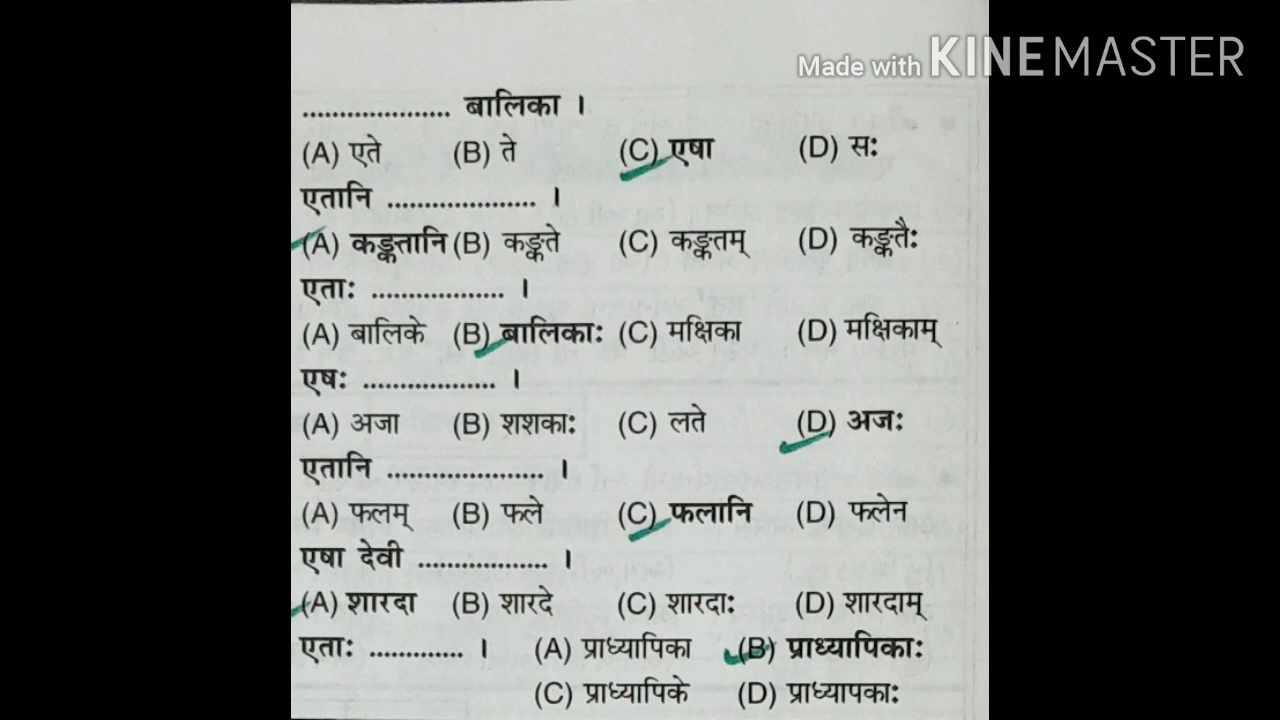 Made with KINEMASTER
..................... बालिका ।
(A) एते (B) ते (C) एषा (D) सः
एतानि ..................... ।
(A) कङ्कतानि (B) कङ्कते (C) कङ्कतम् (D) कङ्कतैः
एताः ................... ।
(A) बालिके (B) बालिकाः (C) मक्षिका (D) मक्षिकाम्
एषः ................... ।
(A) अजा (B) शशकाः (C) लते (D) अजः
एतानि ...................... ।
(A) फलम् (B) फले (C) फलानि (D) फलेन
एषा देवी .................. ।
(A) शारदा (B) शारदे (C) शारदाः (D) शारदाम्
एताः ............. । (A) प्राध्यापिका (B) प्राध्यापिकाः
(C) प्राध्यापिके (D) प्राध्यापकाः